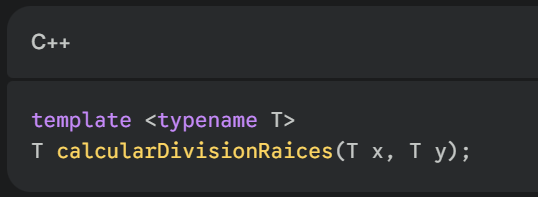 C++
template <typename T>
T calcularDivisionRaices(T x, T y);